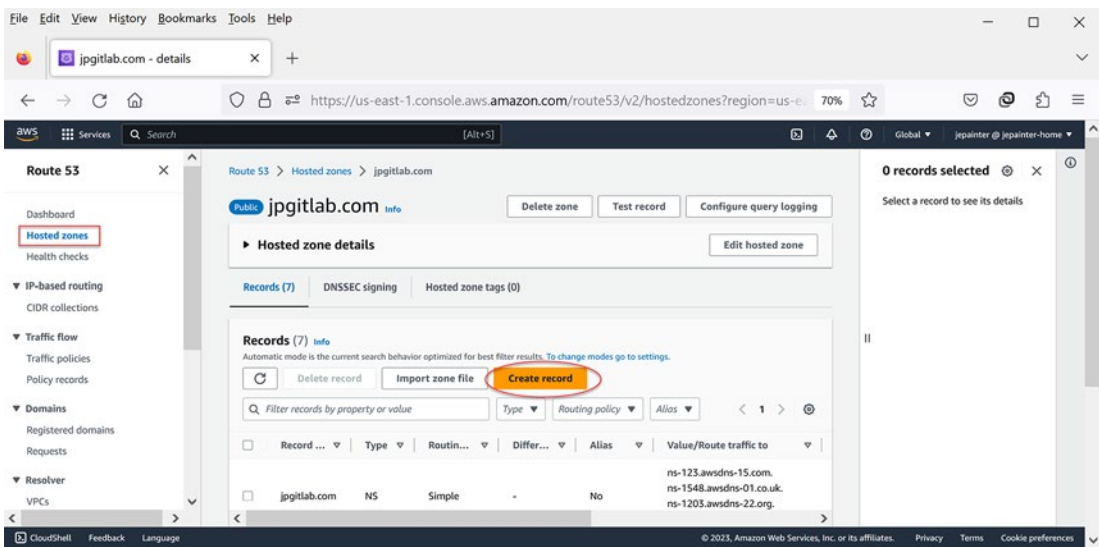 File Edit View History Bookmarks Tools Help
jpgitlab.com - details
https://us-east-1.console.aws.amazon.com/route53/v2/hostedzones?region=us-e 70%
aws Services Search [Alt+S] Global jepainter @ jepainter-home
Route 53
Dashboard
Hosted zones
Health checks
IP-based routing
CIDR collections
Traffic flow
Traffic policies
Policy records
Domains
Registered domains
Requests
Resolver
VPCs
Route 53 > Hosted zones > jpgitlab.com
Public jpgitlab.com Info Delete zone Test record Configure query logging
Hosted zone details Edit hosted zone
Records (7) DNSSEC signing Hosted zone tags (0)
Records (7) Info
Automatic mode is the current search behavior optimized for best filter results. To change modes go to settings.
Delete record Import zone file Create record
Filter records by property or value Type Routing policy Alias 1
Record ... Type Routin... Differ... Alias Value/Route traffic to
jpgitlab.com NS Simple - No
ns-123.awsdns-15.com.
ns-1548.awsdns-01.co.uk.
ns-1203.awsdns-22.org.
0 records selected
Select a record to see its details
CloudShell Feedback Language © 2023, Amazon Web Services, Inc. or its affiliates. Privacy Terms Cookie preferences